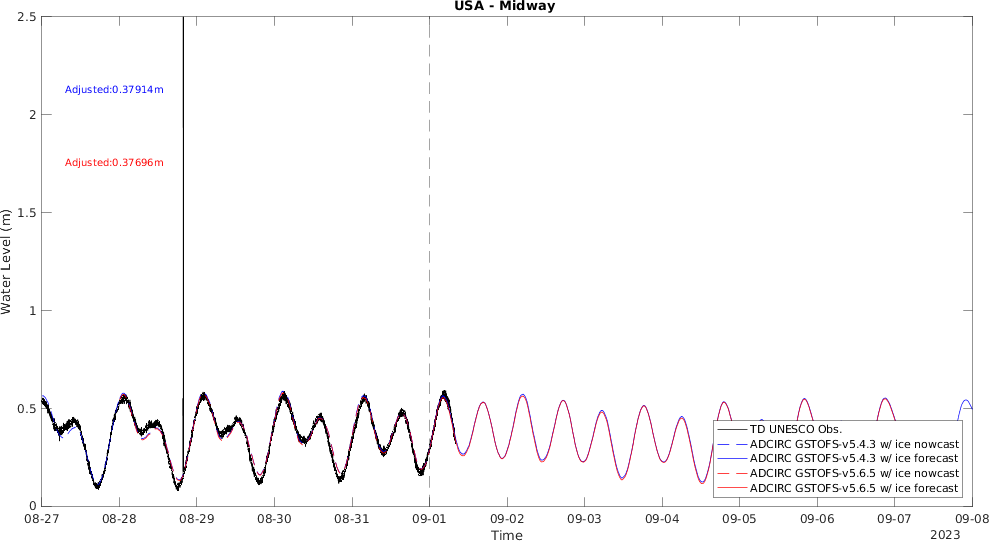 USA - Midway
Adjusted:0.37914m
Adjusted:0.37696m
Water Level (m)
2.5
2
1.5
1
0.5
0
TD UNESCO Obs.
ADCIRC GSTOFS-v5.4.3 w/ ice nowcast
ADCIRC GSTOFS-v5.4.3 w/ ice forecast
ADCIRC GSTOFS-v5.6.5 w/ ice nowcast
ADCIRC GSTOFS-v5.6.5 w/ ice forecast
08-27 08-28 08-29 08-30 08-31 09-01 09-02 09-03 09-04 09-05 09-06 09-07 09-08
Time
2023